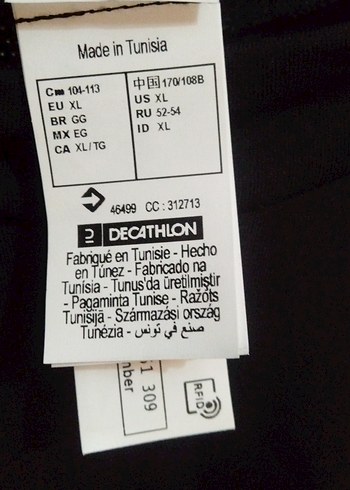 Made in Tunisia
Cm 104-113
EU XL
BR GG
MX EG
CA XL/TG
中国 170/108B
US XL
RU 52-54
ID XL
46499 CC : 312713
DECATHLON
Fabriqué en Tunisie - Hecho
en Túnez - Fabricado na
Tunísia - Tunus'da üretilmiştir
- Pagaminta Tunise - Ražots
Tunisijā - Származási ország
Tunézia - صنع في تونس
309
RFID